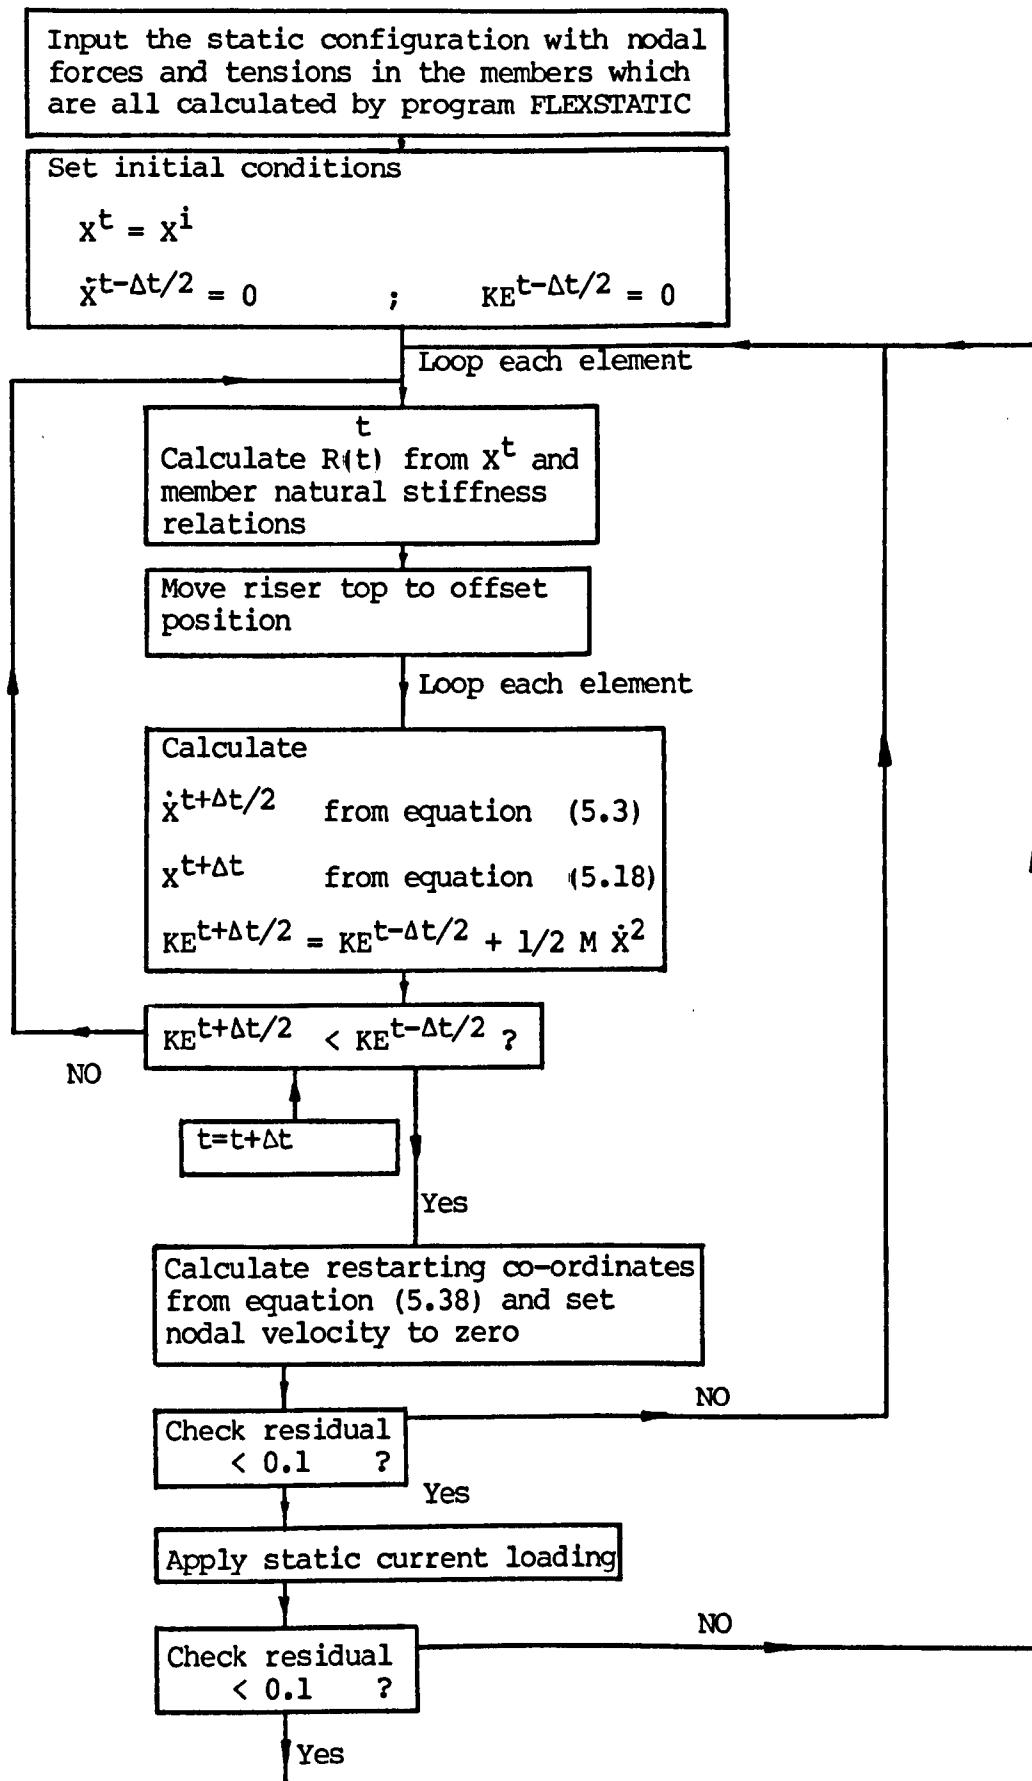 Input the static configuration with nodal
forces and tensions in the members which
are all calculated by program FLEXSTATIC
Set initial conditions
X^t = X^i
Ẋ^t-Δt/2 = 0 ; KE^t-Δt/2 = 0
Loop each element
t
Calculate R(t) from X^t and
member natural stiffness
relations
Move riser top to offset
position
Loop each element
Calculate
Ẋ^t+Δt/2 from equation (5.3)
X^t+Δt from equation (5.18)
KE^t+Δt/2 = KE^t-Δt/2 + 1/2 M Ẋ^2
KE^t+Δt/2 < KE^t-Δt/2 ?
NO
t=t+Δt
Yes
Calculate restarting co-ordinates
from equation (5.38) and set
nodal velocity to zero
NO
Check residual
< 0.1 ?
Yes
Apply static current loading
NO
Check residual
< 0.1 ?
Yes